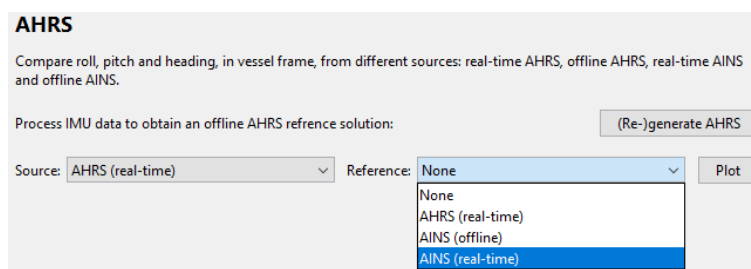 AHRS
Compare roll, pitch and heading, in vessel frame, from different sources: real-time AHRS, offline AHRS, real-time AINS
and offline AINS.
Process IMU data to obtain an offline AHRS refrence solution: (Re-)generate AHRS
Source: AHRS (real-time) Reference: None Plot
None
AHRS (real-time)
AINS (offline)
AINS (real-time)